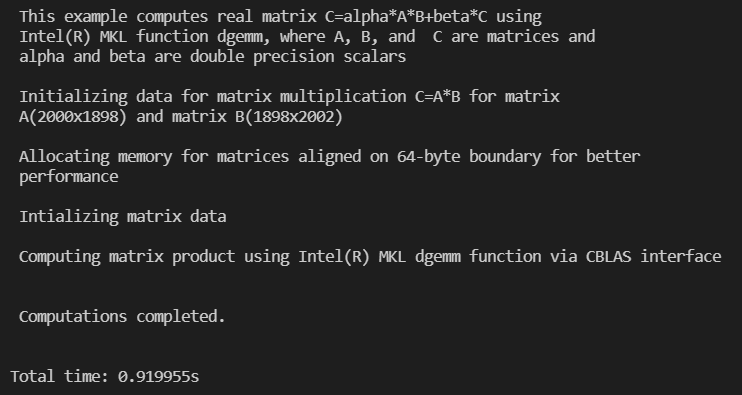 This example computes real matrix C=alpha*A*B+beta*C using
Intel(R) MKL function dgemm, where A, B, and  C are matrices and
alpha and beta are double precision scalars
Initializing data for matrix multiplication C=A*B for matrix
A(2000x1898) and matrix B(1898x2002)
Allocating memory for matrices aligned on 64-byte boundary for better
performance
Intializing matrix data
Computing matrix product using Intel(R) MKL dgemm function via CBLAS interface
Computations completed.
Total time: 0.919955s